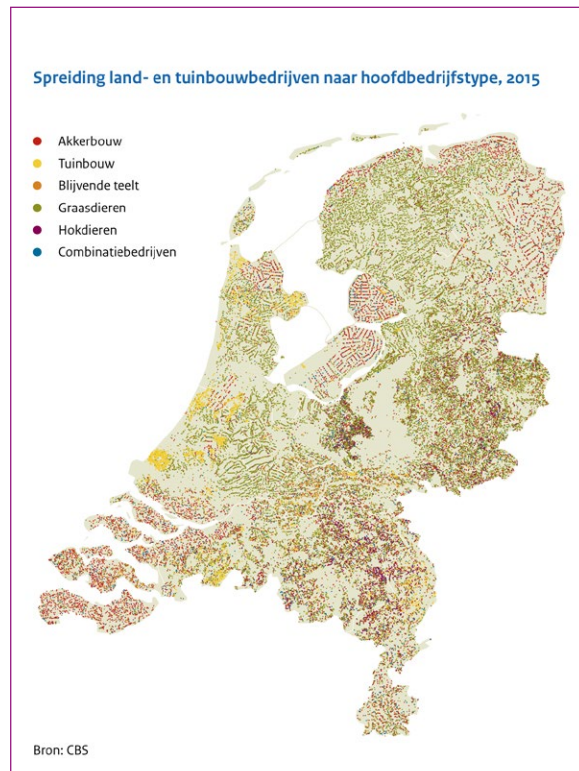 Spreiding land- en tuinbouwbedrijven naar hoofdbedrijfstype, 2015
Akkerbouw
Tuinbouw
Blijvende teelt
Graasdieren
Hokdieren
Combinatiebedrijven
Bron: CBS